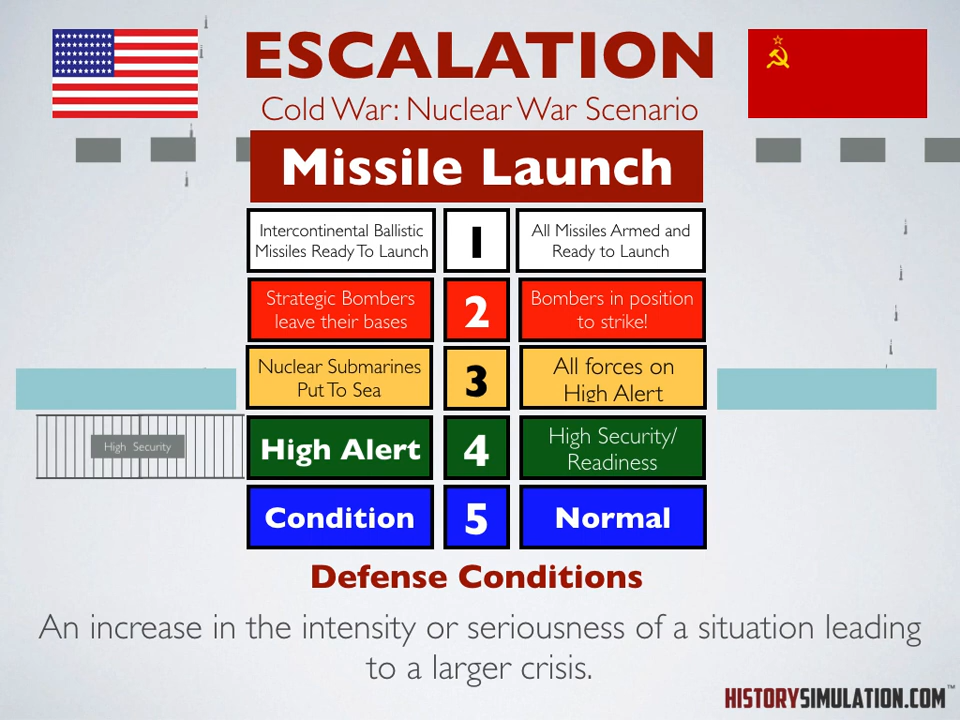 ESCALATION
Cold War: Nuclear War Scenario
Missile Launch
Intercontinental Ballistic
Missiles Ready To Launch
1
All Missiles Armed and
Ready to Launch
Strategic Bombers
leave their bases
2
Bombers in position
to strike!
Nuclear Submarines
Put To Sea
3
All forces on
High Alert
High Security
High Alert
4
High Security/
Readiness
Condition
5
Normal
Defense Conditions
An increase in the intensity or seriousness of a situation leading
to a larger crisis.
HISTORYSIMULATION.COM™